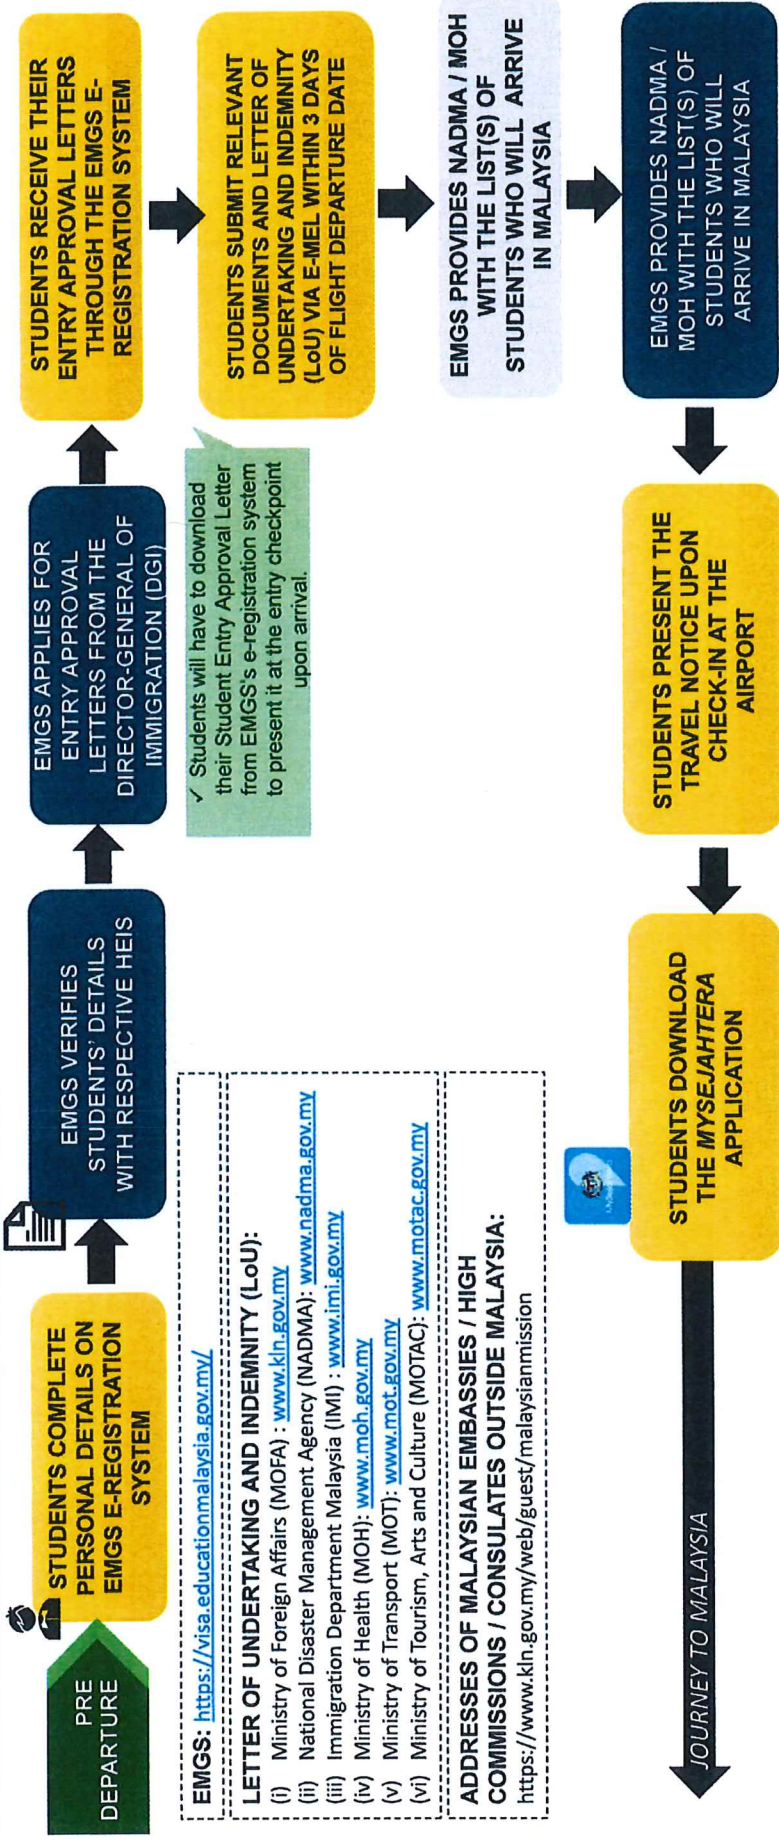 PRE
DEPARTURE
STUDENTS COMPLETE
PERSONAL DETAILS ON
EMGS E-REGISTRATION
SYSTEM
EMGS VERIFIES
STUDENTS' DETAILS
WITH RESPECTIVE HEIS
EMGS APPLIES FOR
ENTRY APPROVAL
LETTERS FROM THE
DIRECTOR-GENERAL OF
IMMIGRATION (DGI)
STUDENTS RECEIVE THEIR
ENTRY APPROVAL LETTERS
THROUGH THE EMGS E-
REGISTRATION SYSTEM
✓ Students will have to download
their Student Entry Approval Letter
from EMGS's e-registration system
to present it at the entry checkpoint
upon arrival.
STUDENTS SUBMIT RELEVANT
DOCUMENTS AND LETTER OF
UNDERTAKING AND INDEMNITY
(LoU) VIA E-MEL WITHIN 3 DAYS
OF FLIGHT DEPARTURE DATE
EMGS: https://visa.educationmalaysia.gov.my/
LETTER OF UNDERTAKING AND INDEMNITY (LoU):
(i) Ministry of Foreign Affairs (MOFA) : www.kln.gov.my
(ii) National Disaster Management Agency (NADMA): www.nadma.gov.my
(iii) Immigration Department Malaysia (IMI) : www.imi.gov.my
(iv) Ministry of Health (MOH): www.moh.gov.my
(v) Ministry of Transport (MOT): www.mot.gov.my
(vi) Ministry of Tourism, Arts and Culture (MOTAC): www.motac.gov.my
ADDRESSES OF MALAYSIAN EMBASSIES / HIGH
COMMISSIONS / CONSULATES OUTSIDE MALAYSIA:
https://www.kln.gov.my/web/guest/malaysianmission
EMGS PROVIDES NADMA / MOH
WITH THE LIST(S) OF
STUDENTS WHO WILL ARRIVE
IN MALAYSIA
EMGS PROVIDES NADMA /
MOH WITH THE LIST(S) OF
STUDENTS WHO WILL
ARRIVE IN MALAYSIA
STUDENTS PRESENT THE
TRAVEL NOTICE UPON
CHECK-IN AT THE
AIRPORT
STUDENTS DOWNLOAD
THE MYSEJAHTERA
APPLICATION
JOURNEY TO MALAYSIA